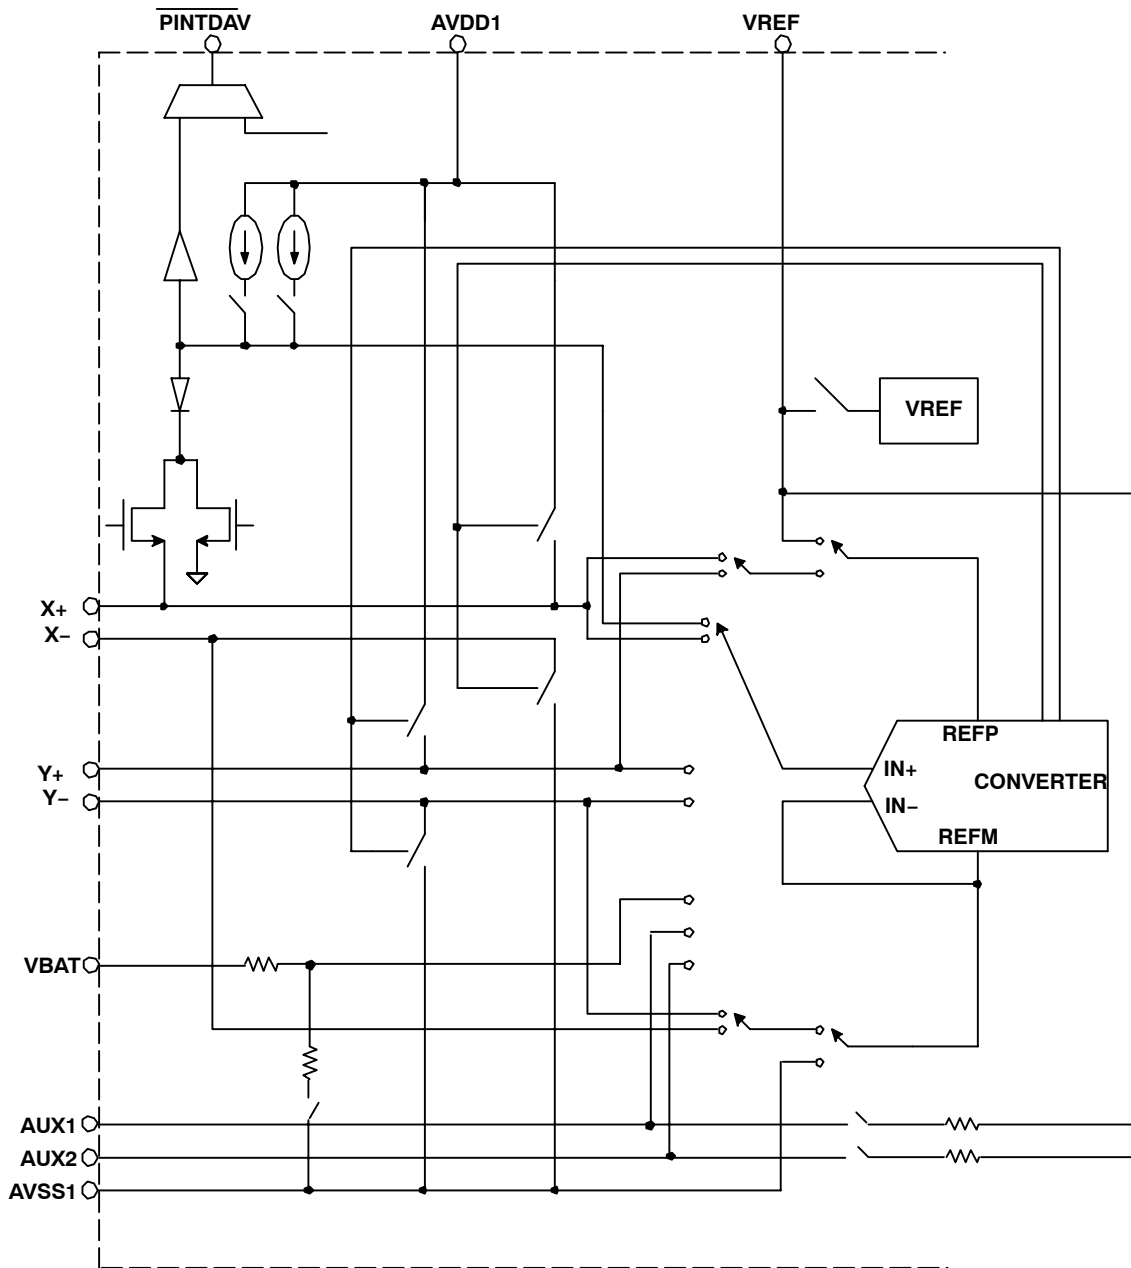 PINTDAV
AVDD1
VREF
VREF
X+
X−
REFP
Y+
IN+
CONVERTER
Y−
IN−
REFM
VBAT
AUX1
AUX2
AVSS1